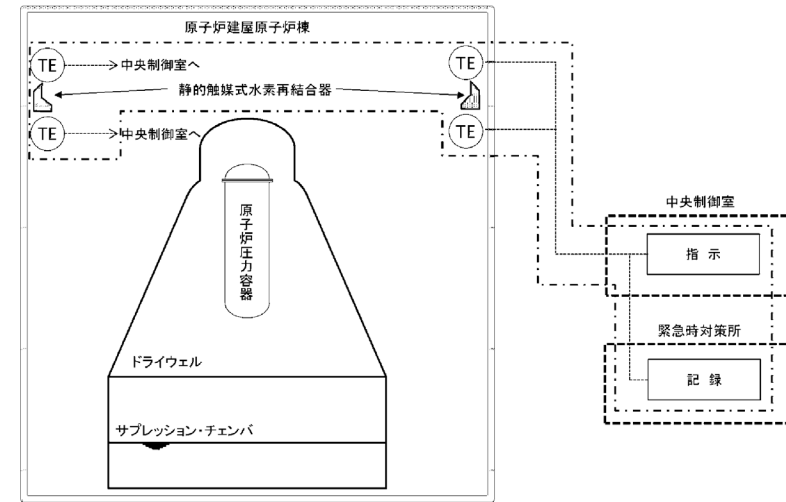 原子炉建屋原子炉棟
TE
中央制御室へ
TE
静的触媒式水素再結合器
TE
中央制御室へ
TE
中央制御室
指示
原子炉圧力容器
緊急時対策所
ドライウェル
記録
サプレッション・チェンバ